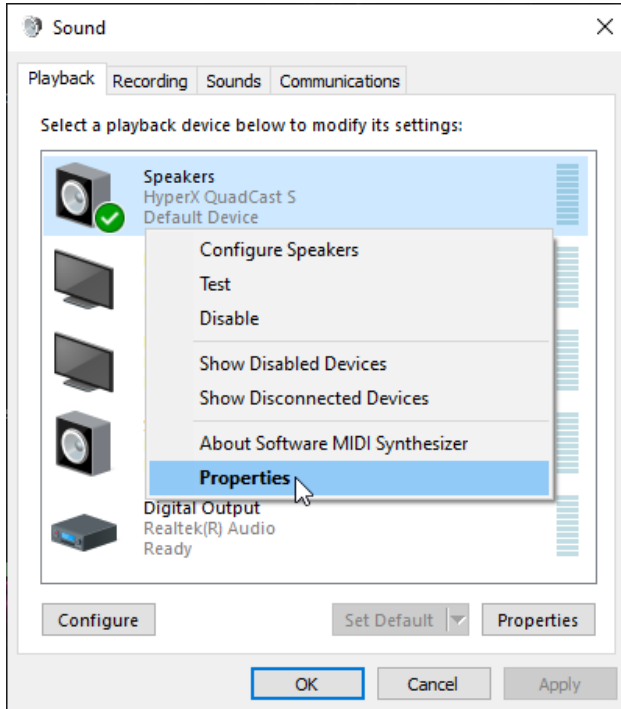 Sound
Playback Recording Sounds Communications
Select a playback device below to modify its settings:
Speakers
HyperX QuadCast S
Default Device
Configure Speakers
Test
Disable
Show Disabled Devices
Show Disconnected Devices
About Software MIDI Synthesizer
Properties
Digital Output
Realtek(R) Audio
Ready
Configure Set Default Properties
OK Cancel Apply